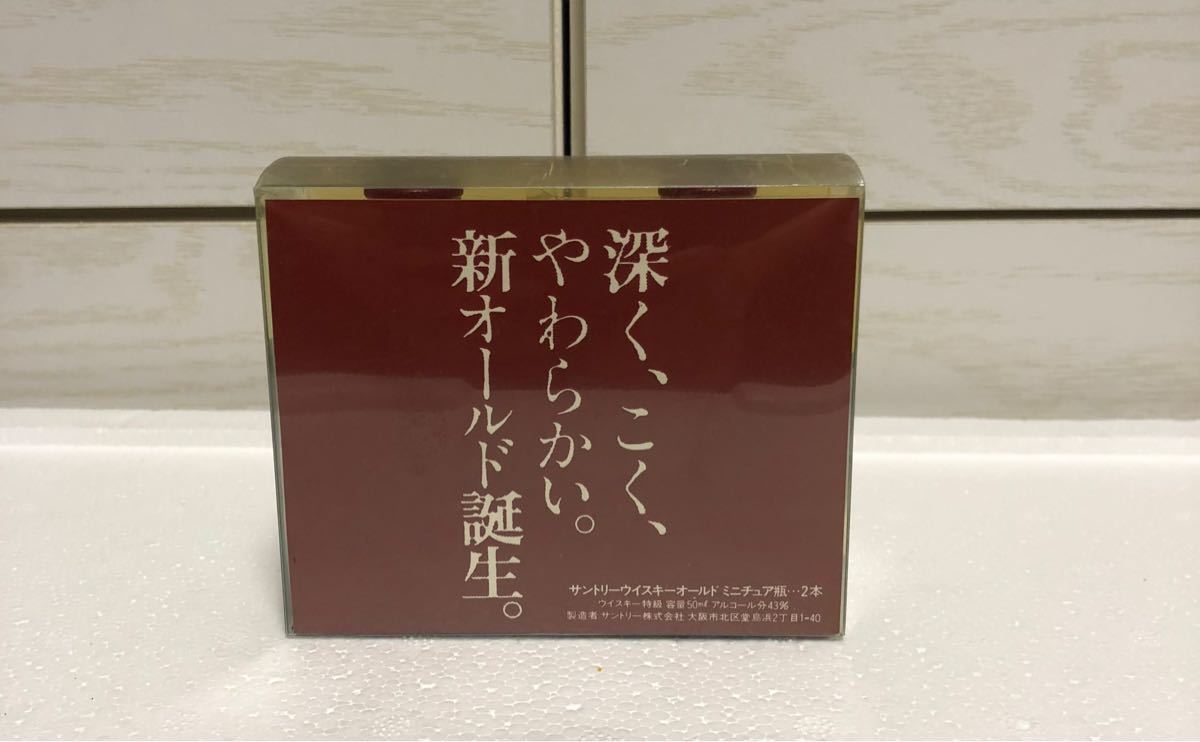 深く、こく、
やわらかい。
新オールド誕生。
サントリーウイスキーオールド ミニチュア瓶…2本
ウイスキー特級 容量50mℓ アルコール分43%
製造者 サントリー株式会社 大阪市北区堂島浜2丁目1-40